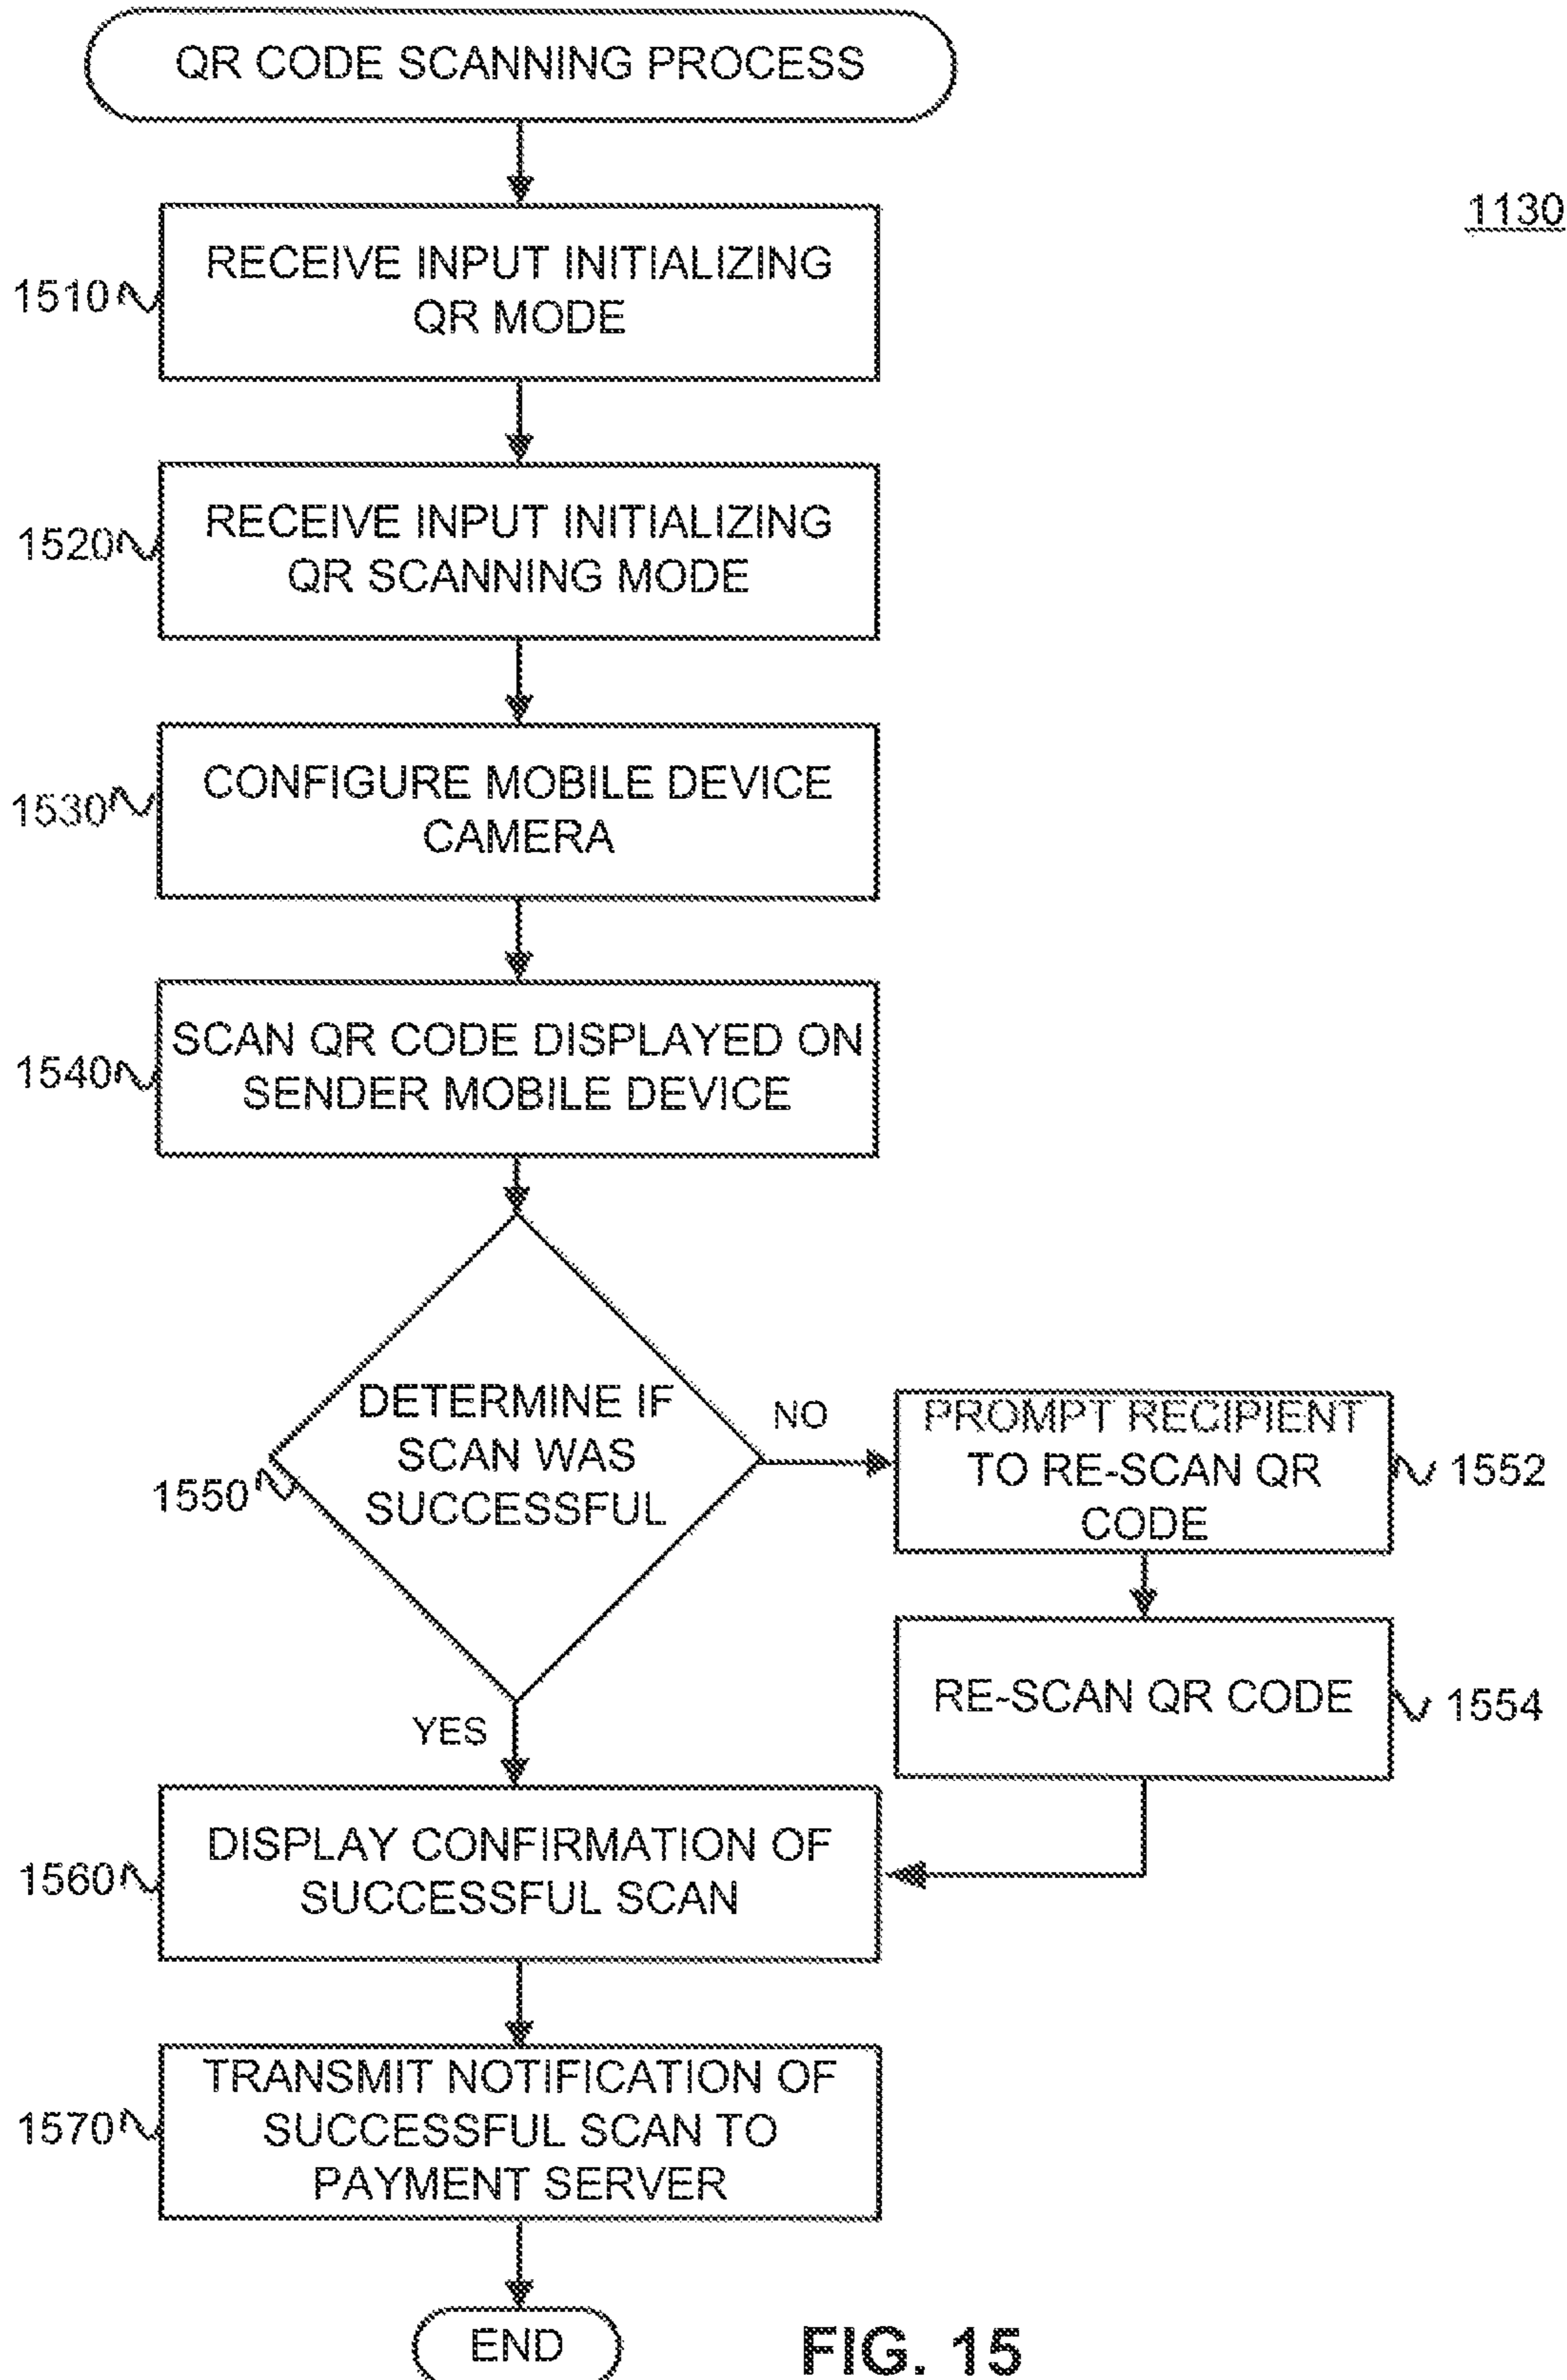 QR CODE SCANNING PROCESS
1130
RECEIVE INPUT INITIALIZING
QR MODE
1510
RECEIVE INPUT INITIALIZING
QR SCANNING MODE
1520
CONFIGURE MOBILE DEVICE
CAMERA
1530
SCAN QR CODE DISPLAYED ON
SENDER MOBILE DEVICE
1540
DETERMINE IF
SCAN WAS
SUCCESSFUL
1550
NO
PROMPT RECIPIENT
TO RE-SCAN QR
CODE
1552
RE-SCAN QR CODE
1554
YES
DISPLAY CONFIRMATION OF
SUCCESSFUL SCAN
1560
TRANSMIT NOTIFICATION OF
SUCCESSFUL SCAN TO
PAYMENT SERVER
1570
END
FIG. 15